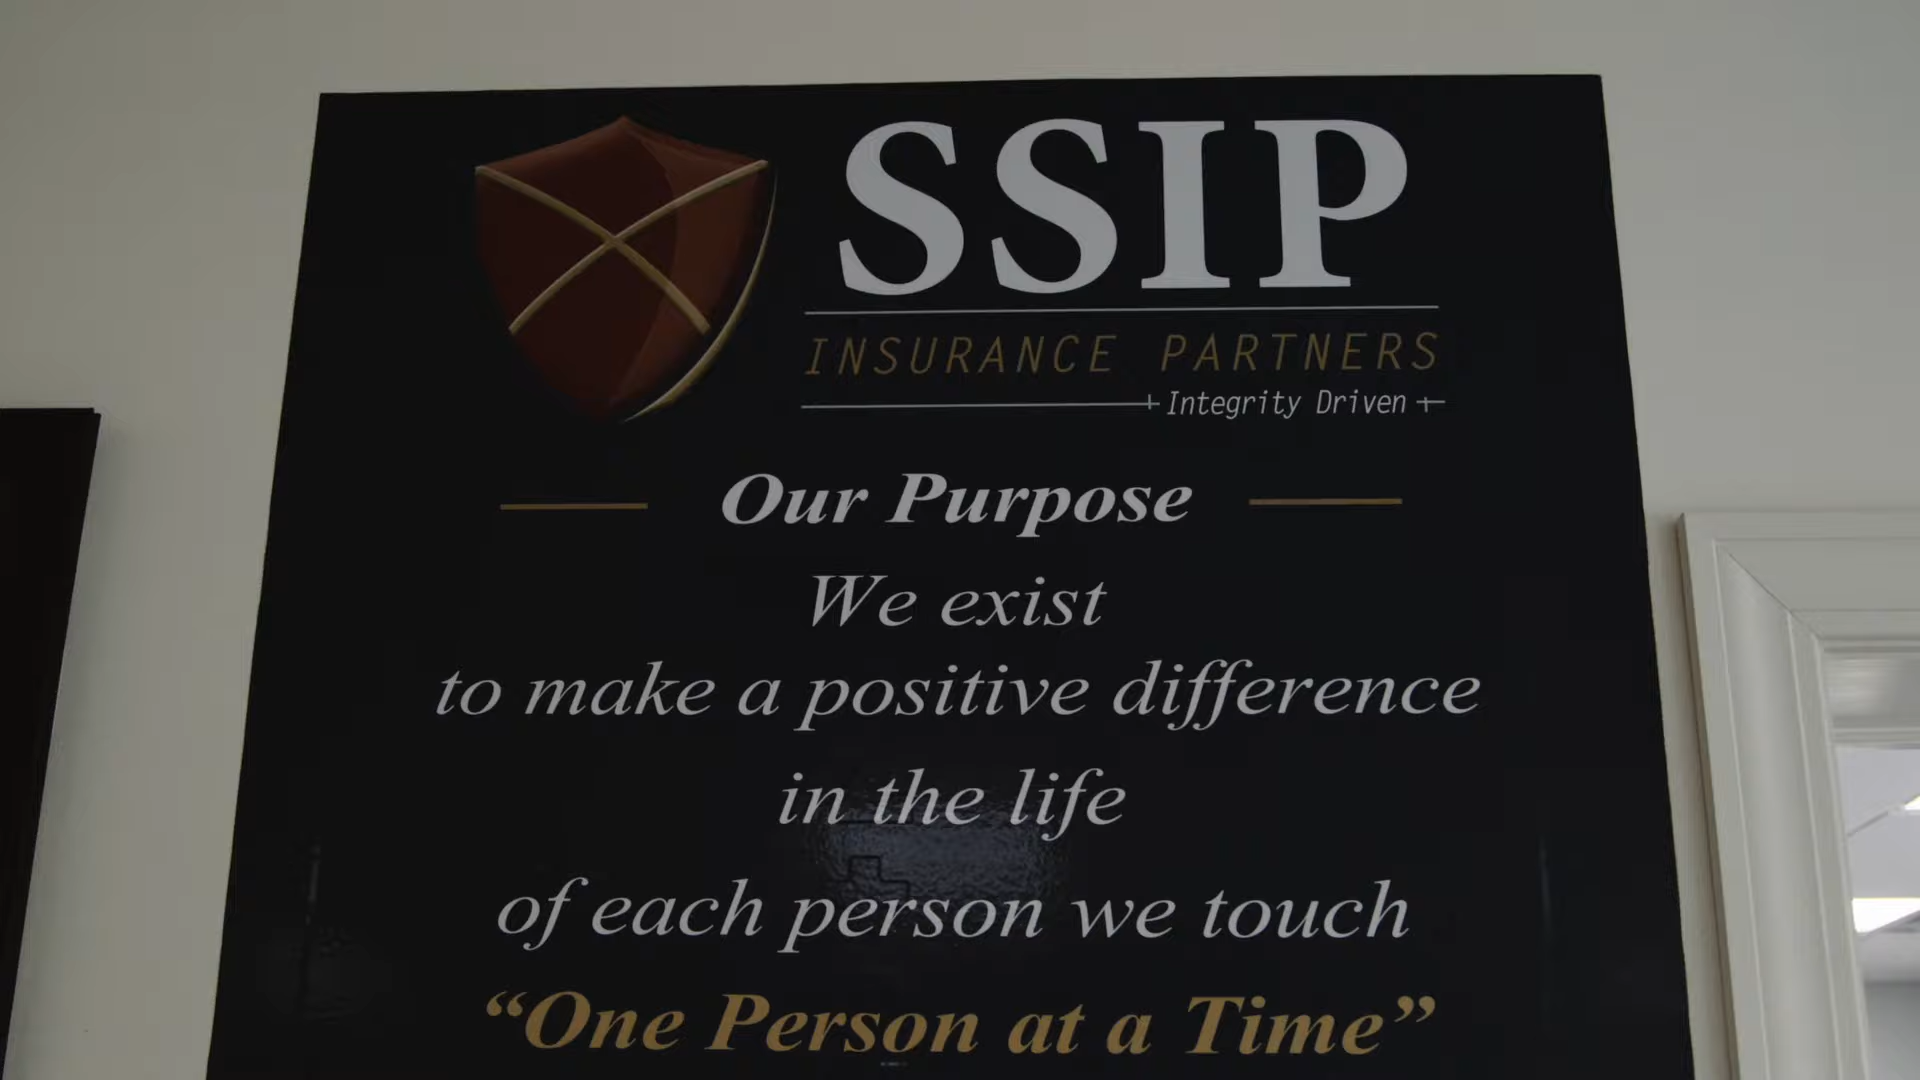 SSIP
INSURANCE PARTNERS
Integrity Driven
Our Purpose
We exist
to make a positive difference
in the life
of each person we touch
“One Person at a Time”